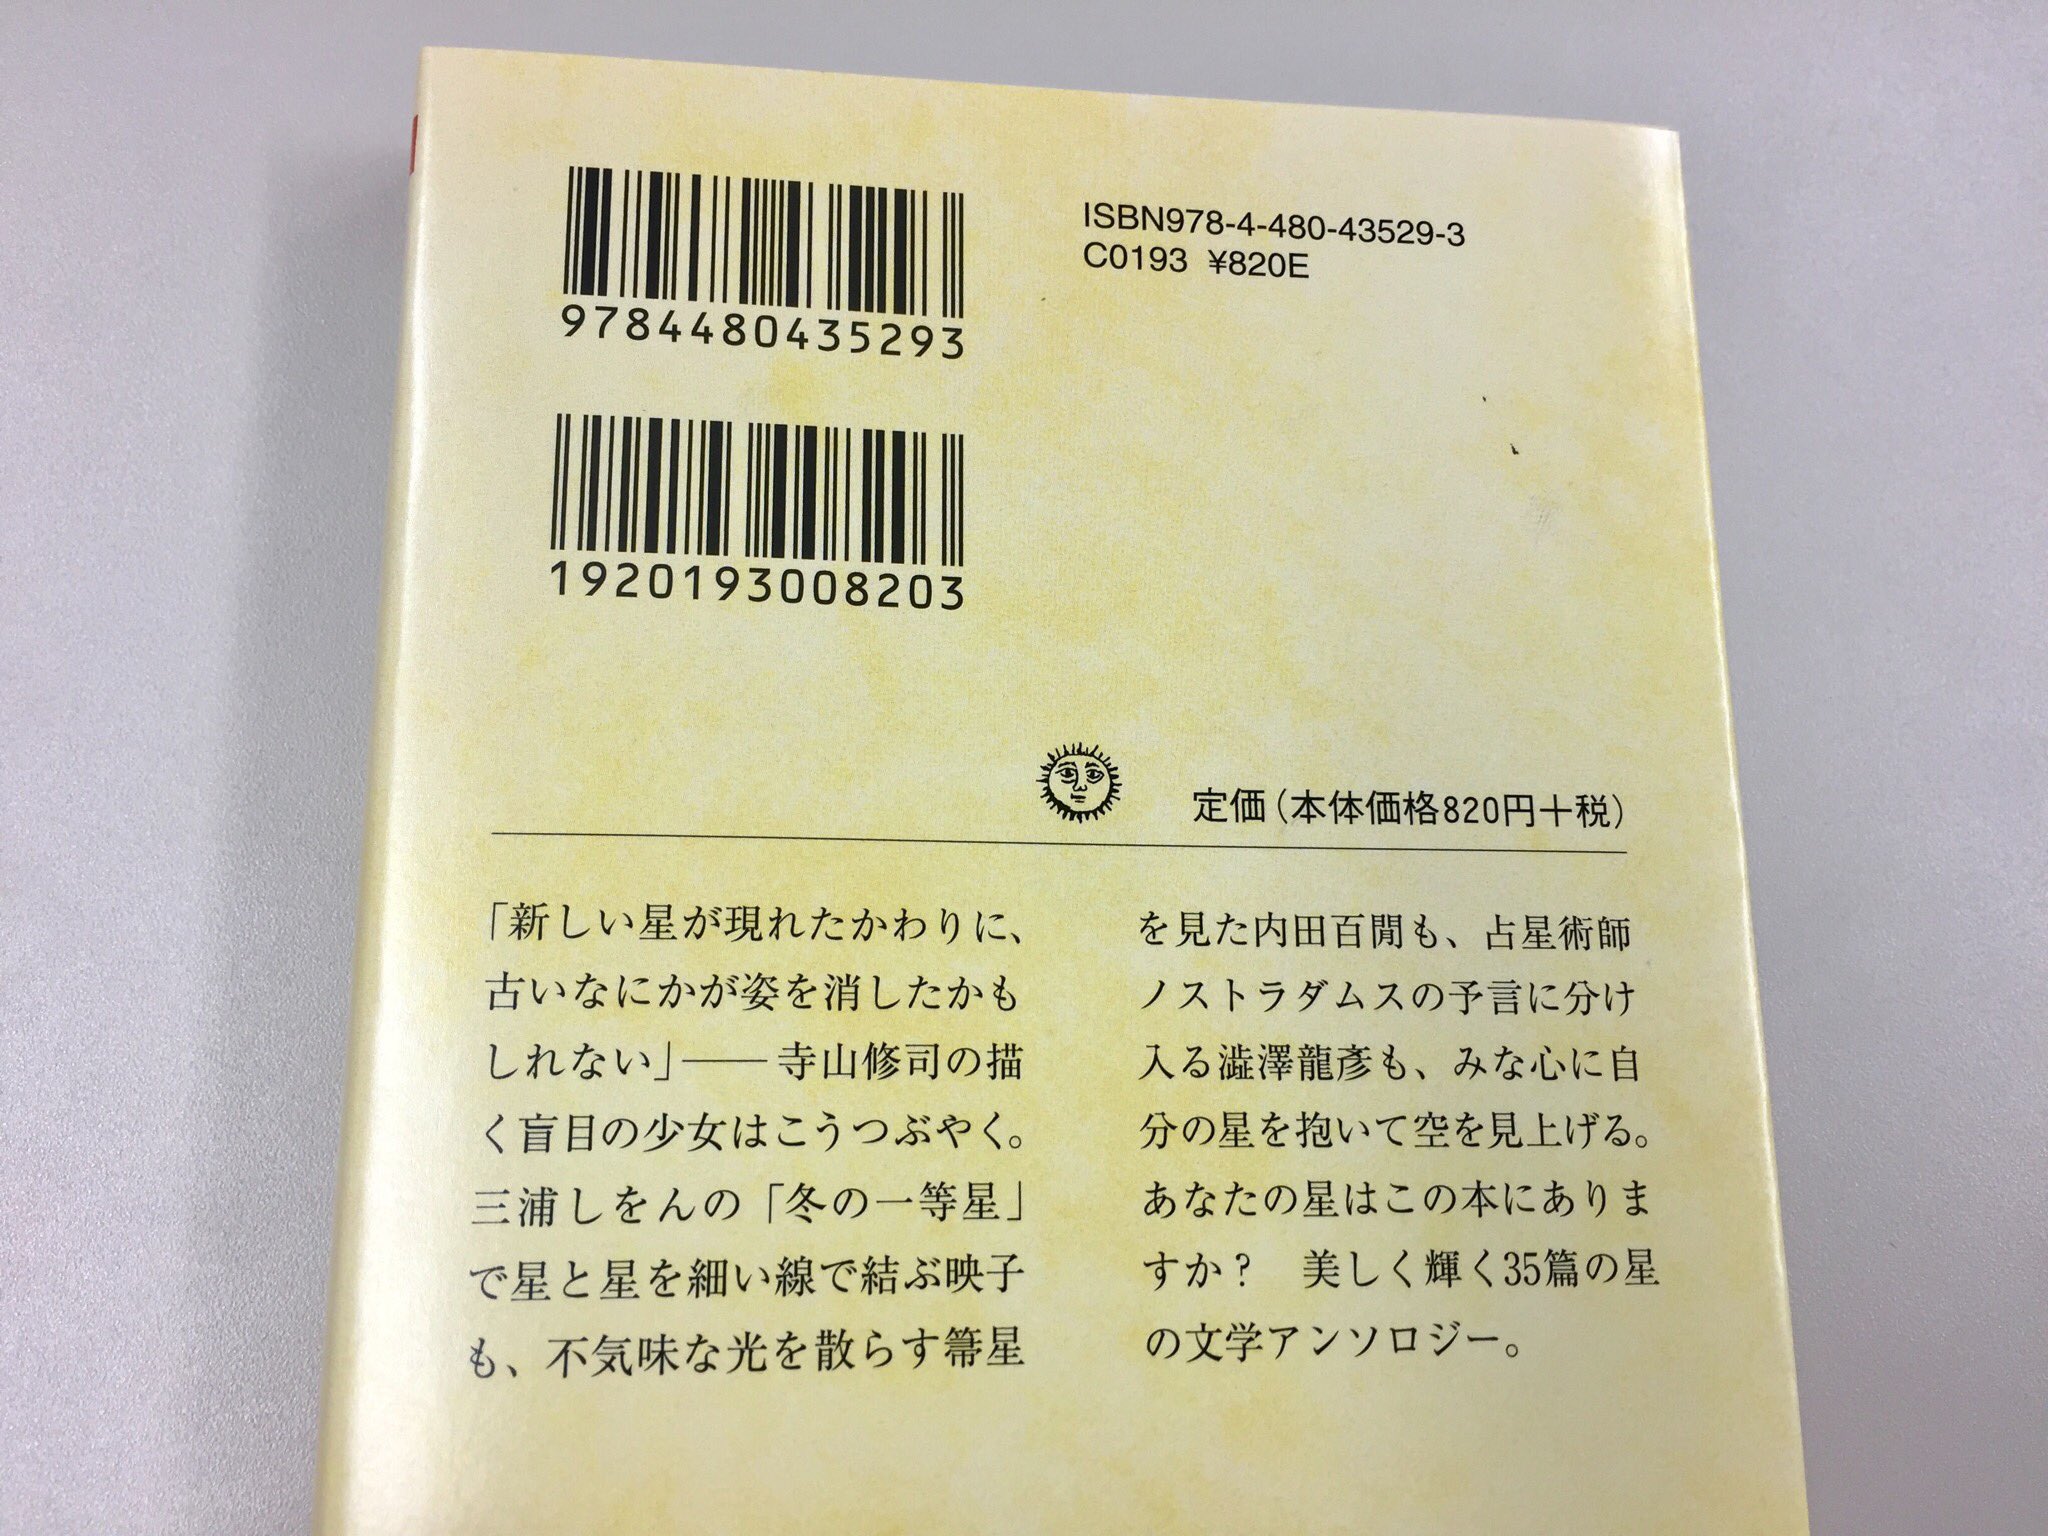 9784480435293
ISBN978-4-480-43529-3
C0193 ¥820E
1920193008203
定価(本体価格820円+税)
「新しい星が現れたかわりに、
古いなにかが姿を消したかも
しれない」──寺山修司の描
く盲目の少女はこうつぶやく。
三浦しをんの「冬の一等星」
で星と星を細い線で結ぶ映子
も、不気味な光を散らす箒星
を見た内田百閒も、占星術師
ノストラダムスの予言に分け
入る澁澤龍彥も、みな心に自
分の星を抱いて空を見上げる。
あなたの星はこの本にありま
すか? 美しく輝く35篇の星
の文学アンソロジー。